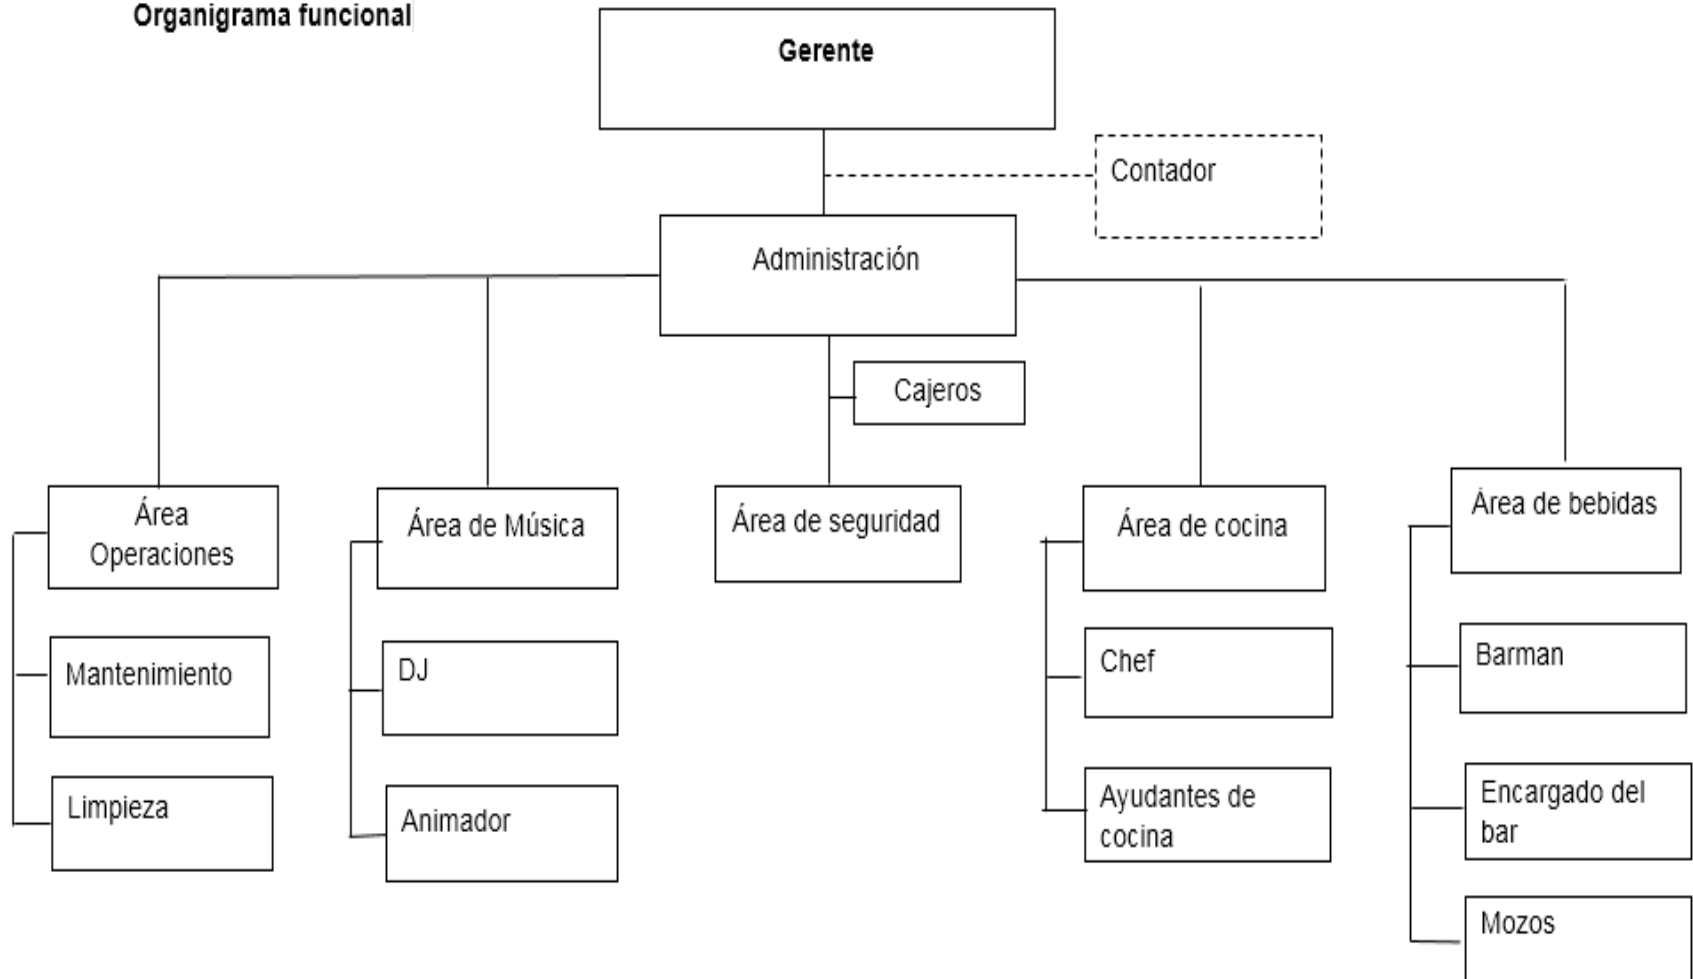 Organigrama funcional
Gerente
Contador
Administración
Cajeros
Área
Operaciones
Área de Música
Área de seguridad
Área de cocina
Área de bebidas
Mantenimiento
DJ
Chef
Barman
Limpieza
Animador
Ayudantes de
cocina
Encargado del
bar
Mozos